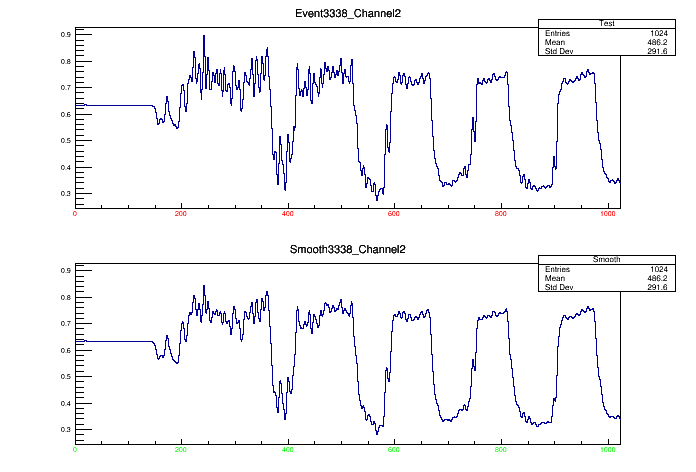 Event3338_Channel2
Test
Entries 1024
Mean 486.2
Std Dev 291.6
0.9
0.8
0.7
0.6
0.5
0.4
0.3
0 200 400 600 800 1000
Smooth3338_Channel2
Smooth
Entries 1024
Mean 486.2
Std Dev 291.6
0.9
0.8
0.7
0.6
0.5
0.4
0.3
0 200 400 600 800 1000